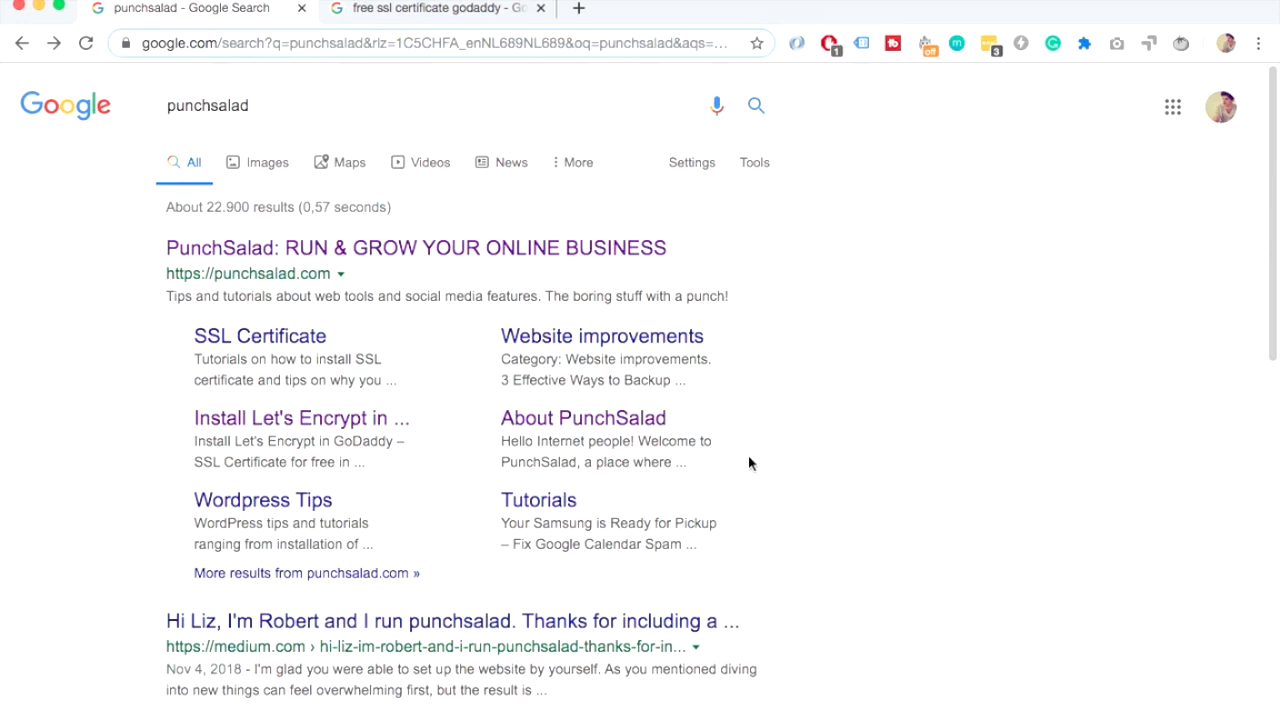 punchsalad - Google Search
free ssl certificate godaddy - Go
google.com/search?q=punchsalad&rlz=1C5CHFA_enNL689NL689&oq=punchsalad&aqs=...
1
off
3
Google
punchsalad
All Images Maps Videos News More Settings Tools
About 22.900 results (0,57 seconds)
PunchSalad: RUN & GROW YOUR ONLINE BUSINESS
https://punchsalad.com
Tips and tutorials about web tools and social media features. The boring stuff with a punch!
SSL Certificate
Tutorials on how to install SSL
certificate and tips on why you ...
Website improvements
Category: Website improvements.
3 Effective Ways to Backup ...
Install Let's Encrypt in ...
Install Let's Encrypt in GoDaddy –
SSL Certificate for free in ...
About PunchSalad
Hello Internet people! Welcome to
PunchSalad, a place where ...
Wordpress Tips
WordPress tips and tutorials
ranging from installation of ...
Tutorials
Your Samsung is Ready for Pickup
– Fix Google Calendar Spam ...
More results from punchsalad.com »
Hi Liz, I'm Robert and I run punchsalad. Thanks for including a ...
https://medium.com › hi-liz-im-robert-and-i-run-punchsalad-thanks-for-in...
Nov 4, 2018 - I'm glad you were able to set up the website by yourself. As you mentioned diving
into new things can feel overwhelming first, but the result is ...